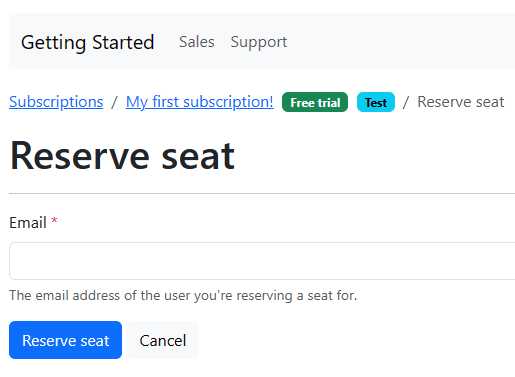 Getting Started Sales Support
Subscriptions / My first subscription! Free trial Test / Reserve seat
Reserve seat
Email *
The email address of the user you're reserving a seat for.
Reserve seat Cancel